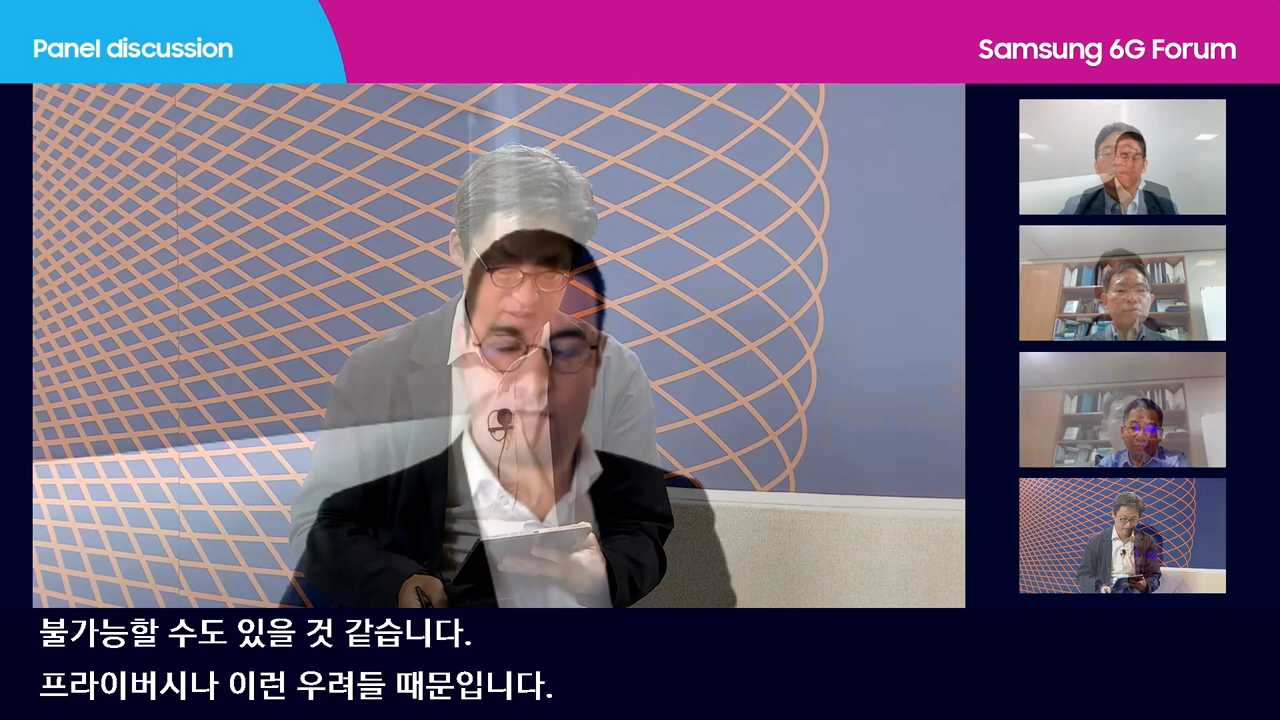 Panel discussion
Samsung 6G Forum
불가능할 수도 있을 것 같습니다.
프라이버시나 이런 우려들 때문입니다.